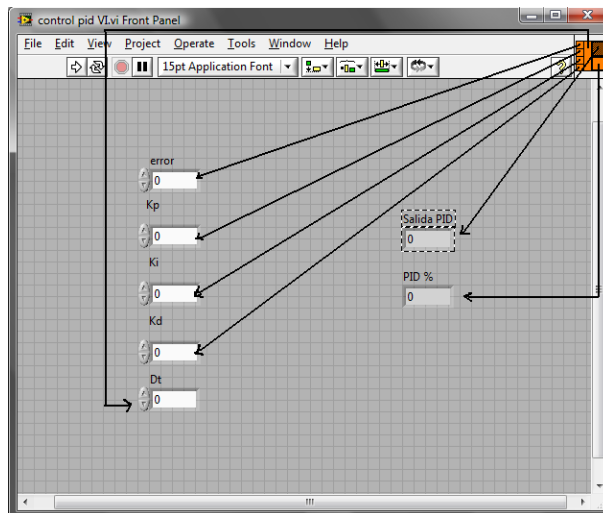 control pid VI.vi Front Panel
File Edit View Project Operate Tools Window Help
15pt Application Font
?
error
0
Kp
0
Ki
0
Kd
0
Dt
0
Salida PID
0
PID %
0